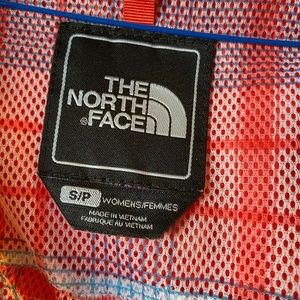 THE
NORTH
®FACE
S/P WOMENS/FEMMES
MADE IN VIETNAM
FABRIQUÉ AU VIETNAM